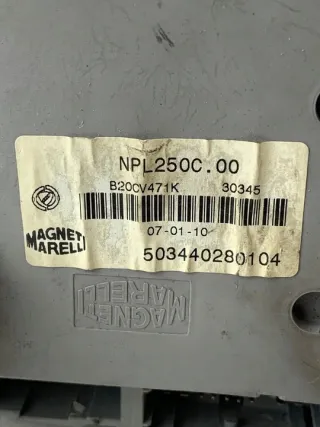 NPL250C.00
B20CV471K 30345
07-01-10
MAGNETI
MARELLI
503440280104
MAGNETI
MARELLI